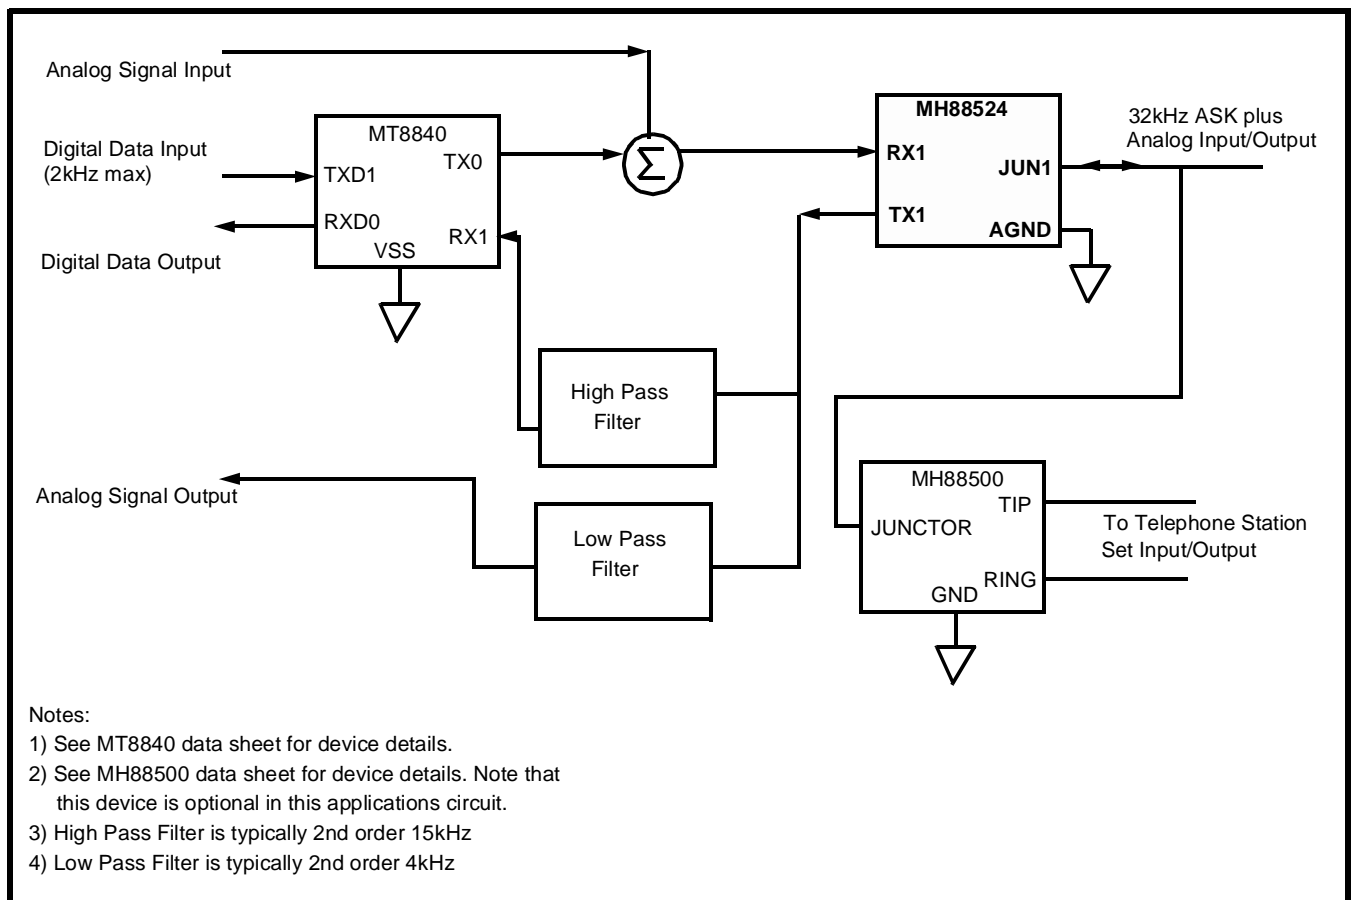 Analog Signal Input
Digital Data Input
(2kHz max)
Digital Data Output
MT8840
TX0
TXD1
RXD0
RX1
VSS
Σ
MH88524
RX1
JUN1
TX1
AGND
32kHz ASK plus
Analog Input/Output
High Pass
Filter
Analog Signal Output
Low Pass
Filter
MH88500
TIP
JUNCTOR
RING
GND
To Telephone Station
Set Input/Output
Notes:
1) See MT8840 data sheet for device details.
2) See MH88500 data sheet for device details. Note that
this device is optional in this applications circuit.
3) High Pass Filter is typically 2nd order 15kHz
4) Low Pass Filter is typically 2nd order 4kHz